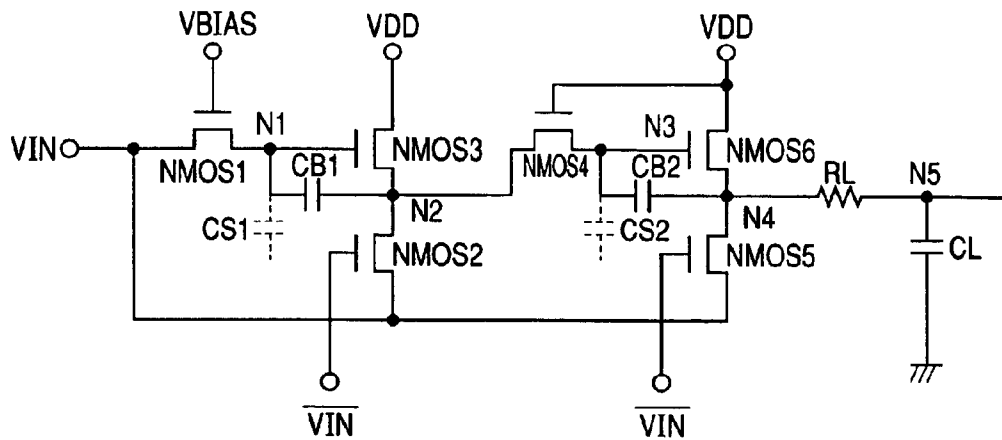 VBIAS
VDD
VDD
VIN
N1
NMOS1
NMOS3
CB1
CS1
N2
NMOS2
NMOS4
N3
NMOS6
CB2
CS2
N4
NMOS5
RL
N5
CL
VIN
VIN